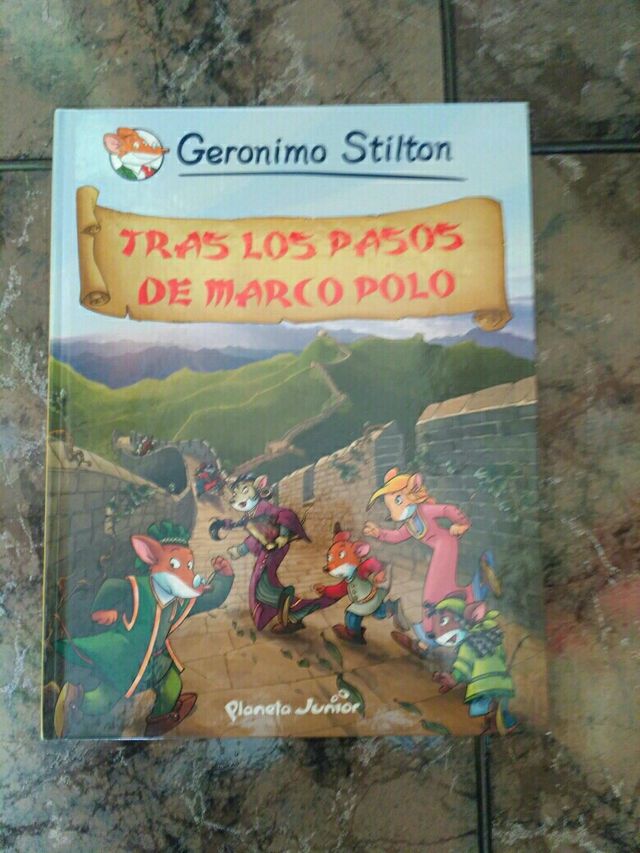 Geronimo Stilton
TRAS LOS PASOS
DE MARCO POLO
Planeta Junior